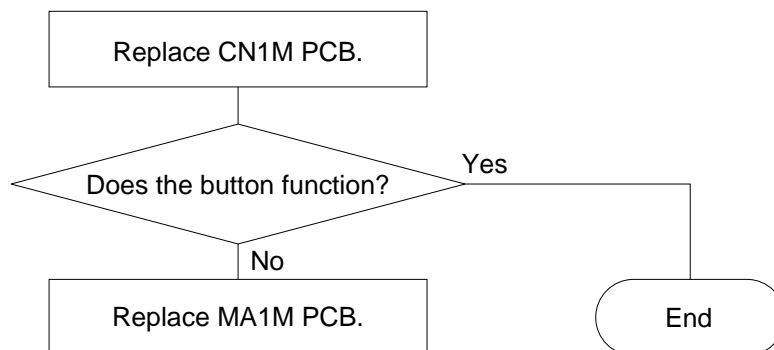 Replace CN1M PCB.
Does the button function?
Yes
No
Replace MA1M PCB.
End